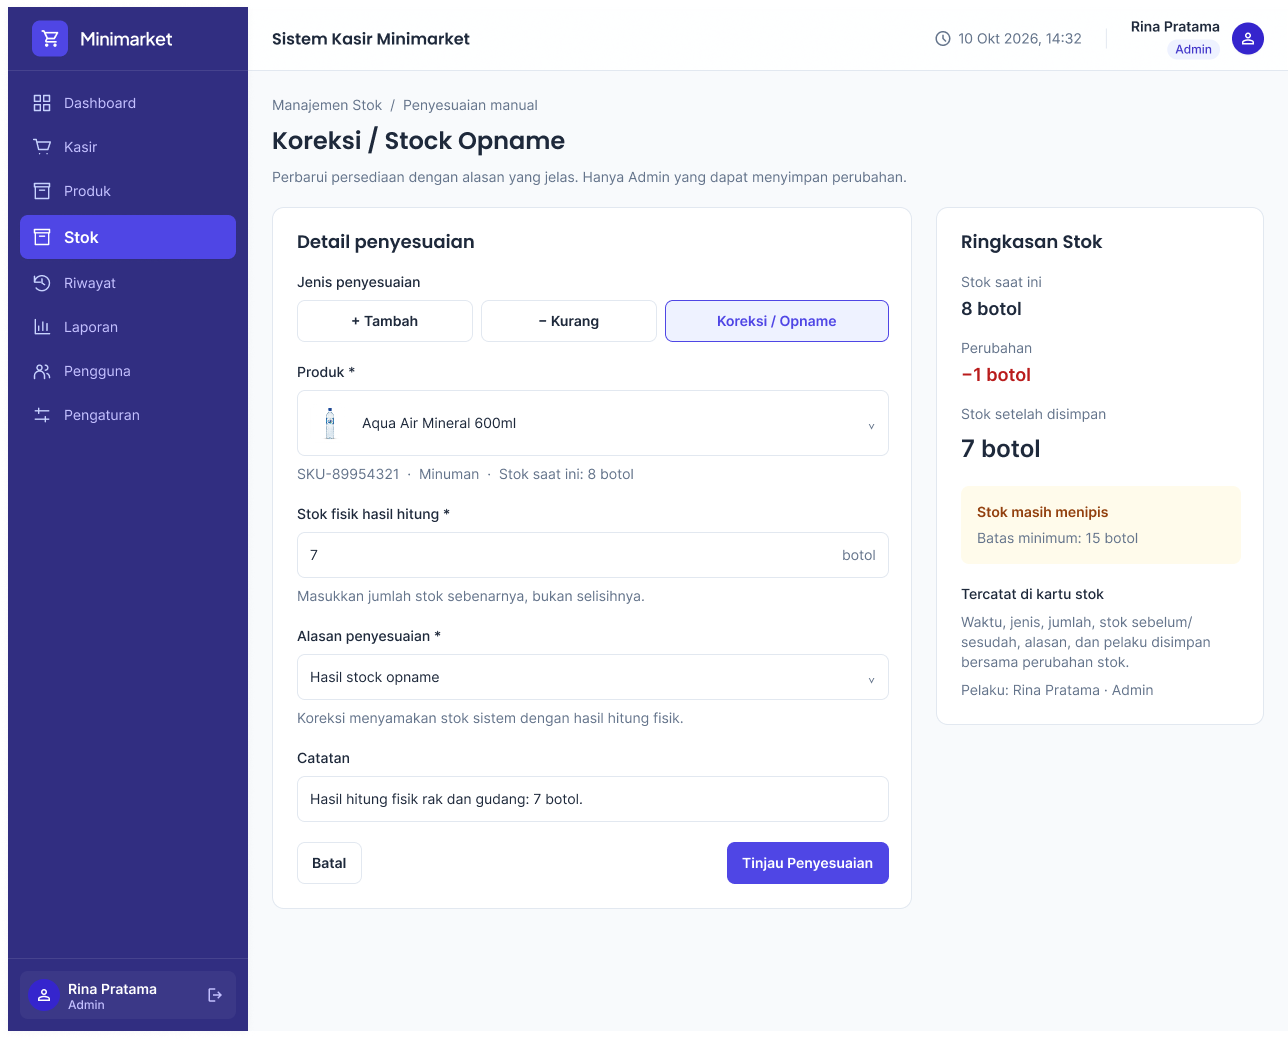 Minimarket
Dashboard
Kasir
Produk
Stok
Riwayat
Laporan
Pengguna
Pengaturan
Rina Pratama
Admin
Sistem Kasir Minimarket
10 Okt 2026, 14:32
Rina Pratama
Admin
Manajemen Stok / Penyesuaian manual
Koreksi / Stock Opname
Perbarui persediaan dengan alasan yang jelas. Hanya Admin yang dapat menyimpan perubahan.
Detail penyesuaian
Jenis penyesuaian
+ Tambah
− Kurang
Koreksi / Opname
Produk *
Aqua Air Mineral 600ml
SKU-89954321 · Minuman · Stok saat ini: 8 botol
Stok fisik hasil hitung *
7 botol
Masukkan jumlah stok sebenarnya, bukan selisihnya.
Alasan penyesuaian *
Hasil stock opname
Koreksi menyamakan stok sistem dengan hasil hitung fisik.
Catatan
Hasil hitung fisik rak dan gudang: 7 botol.
Batal
Tinjau Penyesuaian
Ringkasan Stok
Stok saat ini
8 botol
Perubahan
−1 botol
Stok setelah disimpan
7 botol
Stok masih menipis
Batas minimum: 15 botol
Tercatat di kartu stok
Waktu, jenis, jumlah, stok sebelum/
sesudah, alasan, dan pelaku disimpan
bersama perubahan stok.
Pelaku: Rina Pratama · Admin